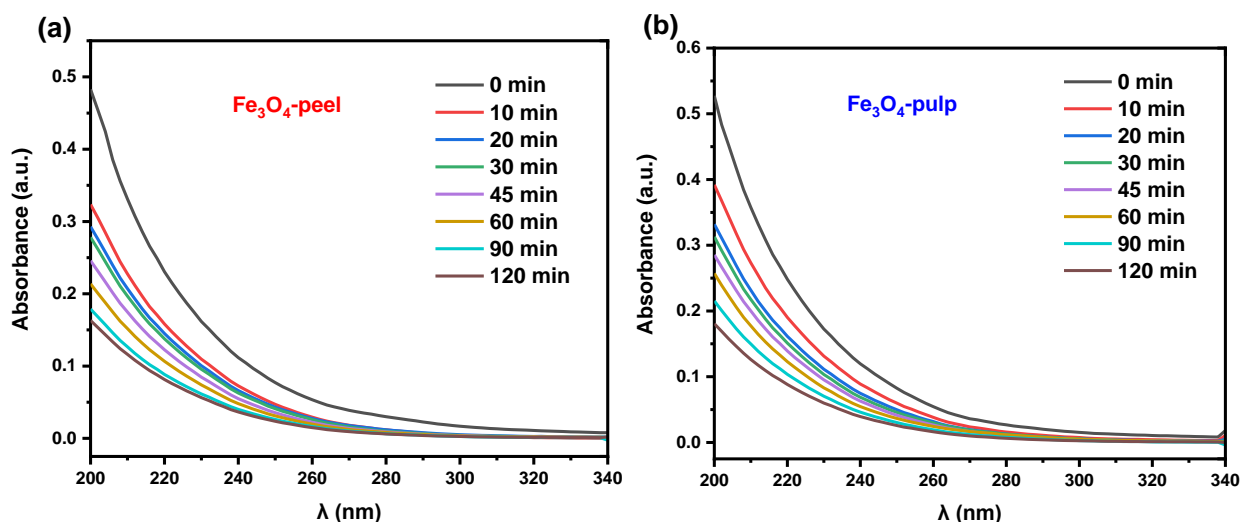 (a)
Fe₃O₄-peel
0 min
10 min
20 min
30 min
45 min
60 min
90 min
120 min
Absorbance (a.u.)
0.5
0.4
0.3
0.2
0.1
0.0
200 220 240 260 280 300 320 340
λ (nm)
(b)
Fe₃O₄-pulp
0 min
10 min
20 min
30 min
45 min
60 min
90 min
120 min
Absorbance (a.u.)
0.6
0.5
0.4
0.3
0.2
0.1
0.0
200 220 240 260 280 300 320 340
λ (nm)